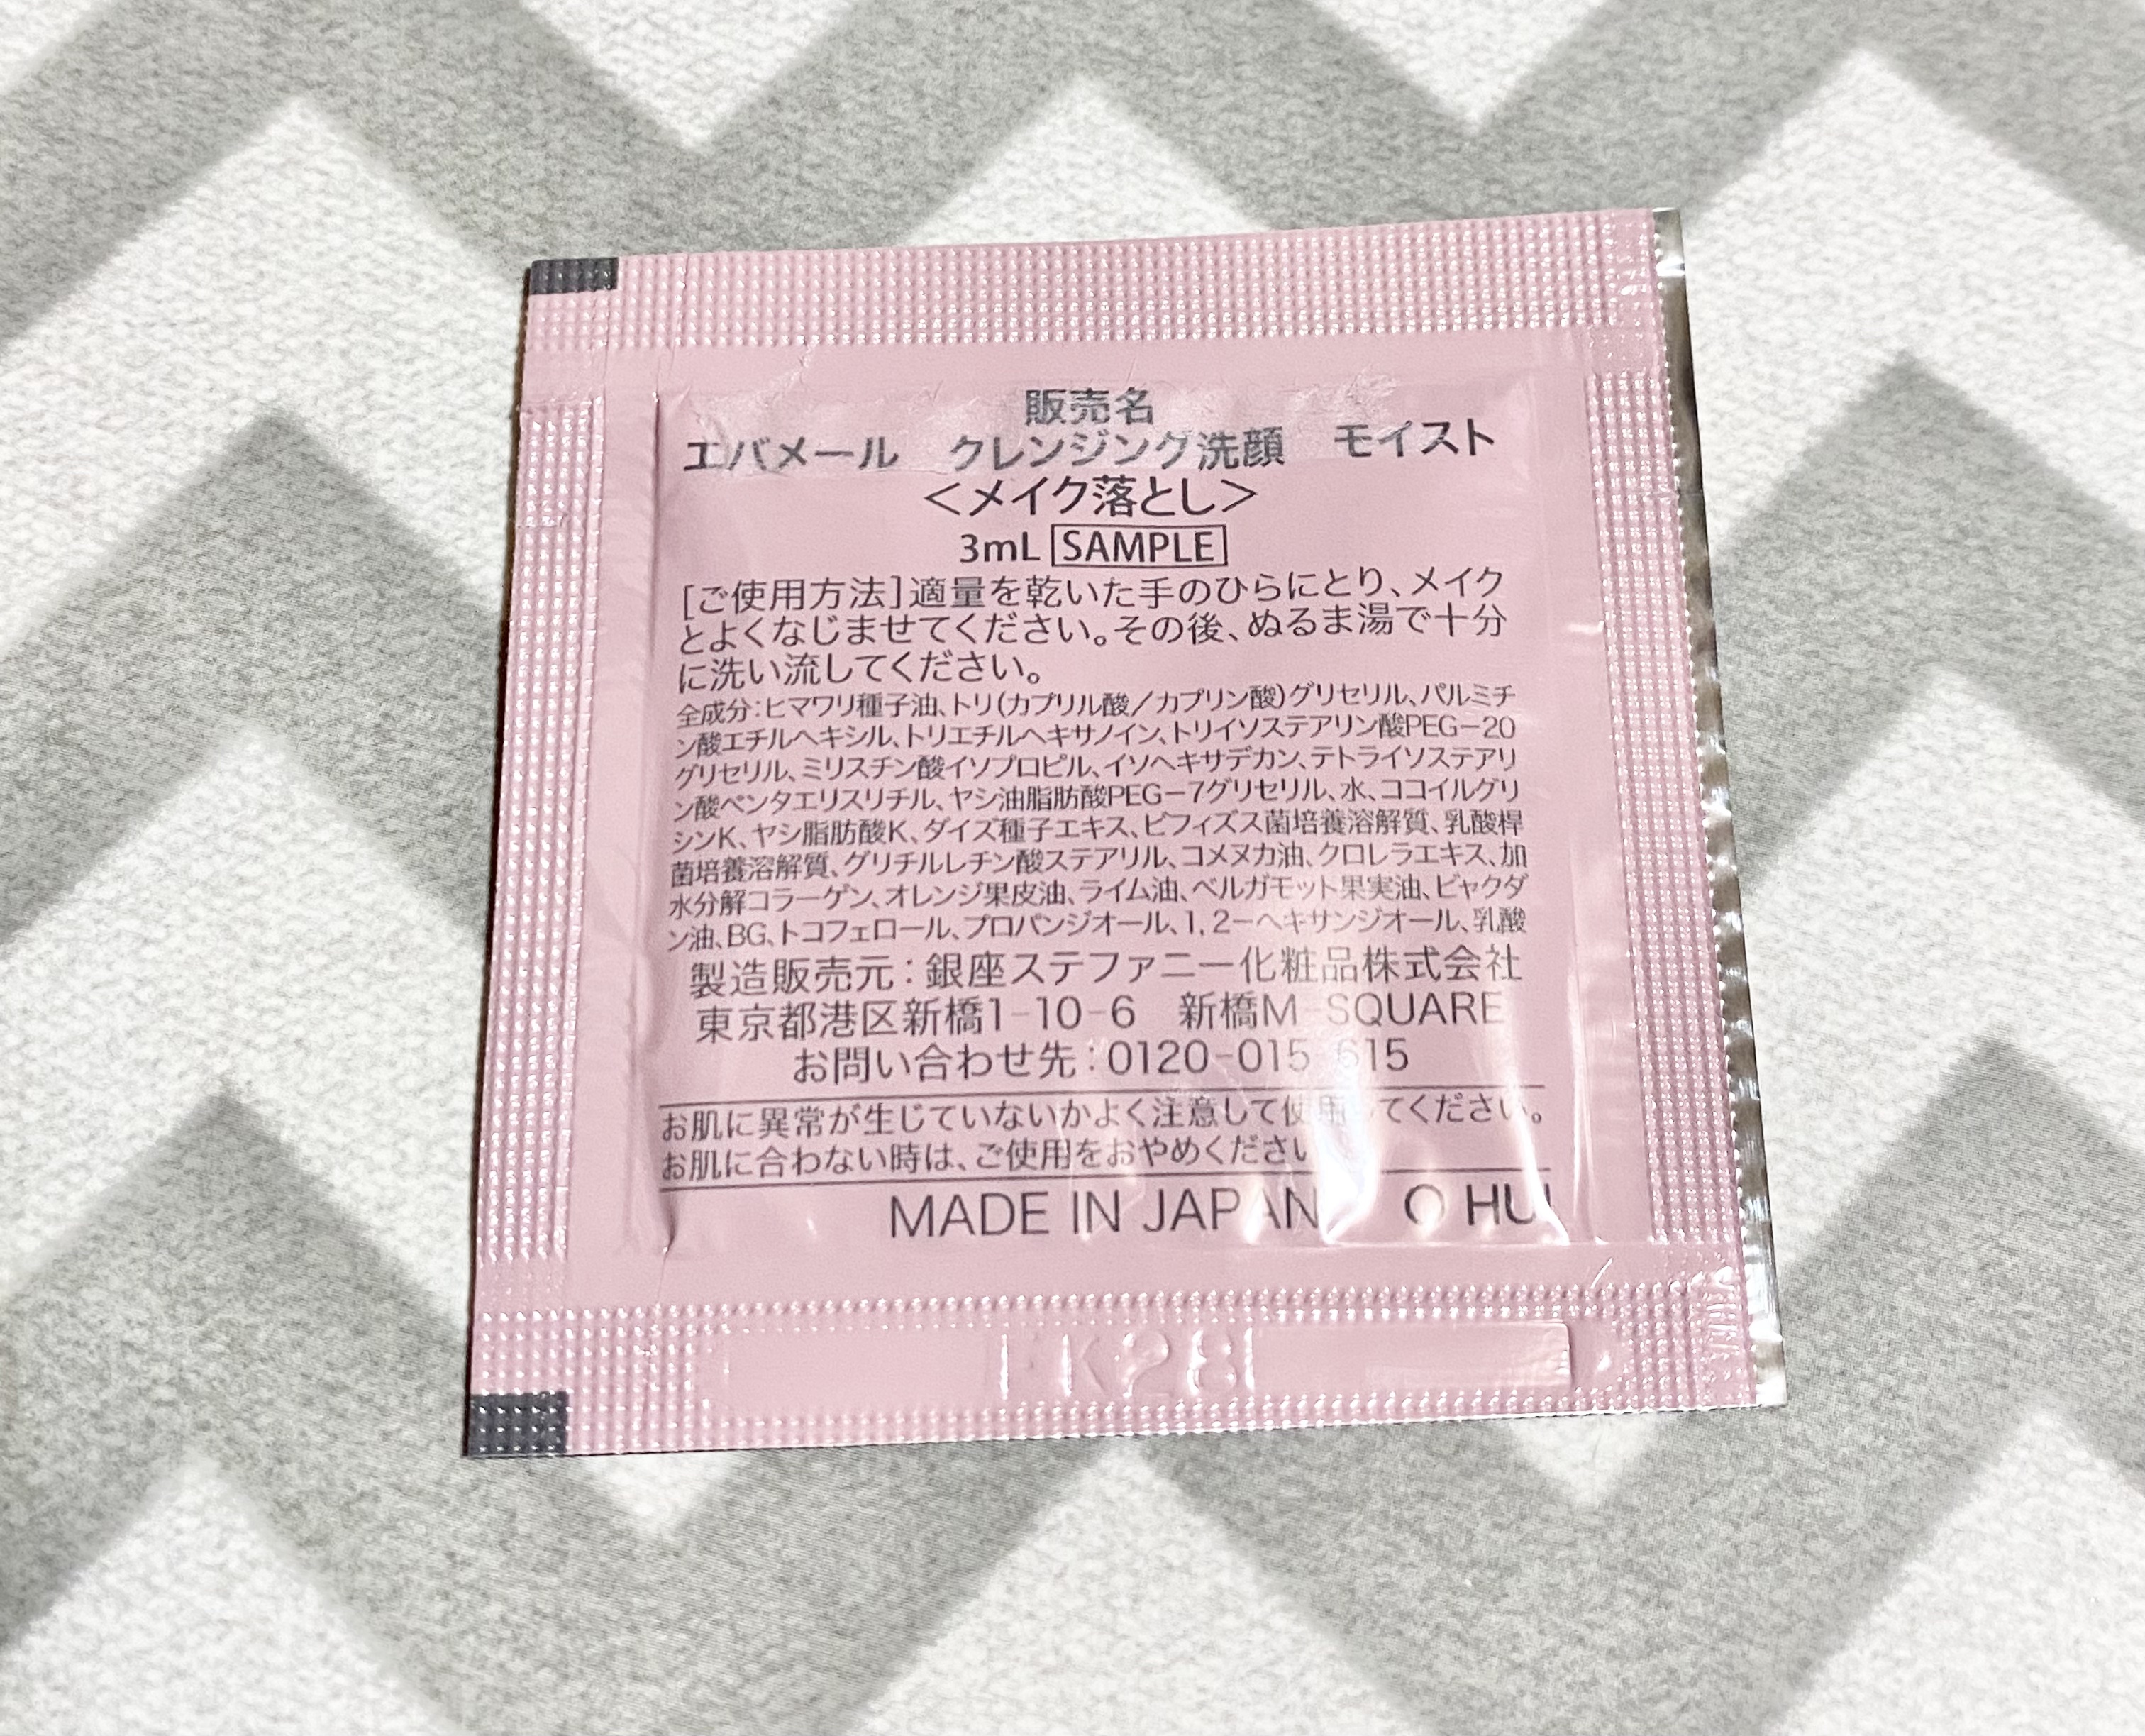 販売名
エバメール クレンジング洗顔 モイスト
＜メイク落とし＞
3mL SAMPLE
[ご使用方法]適量を乾いた手のひらにとり、メイク
とよくなじませてください。その後、ぬるま湯で十分
に洗い流してください。
全成分:ヒマワリ種子油、トリ(カプリル酸/カプリン酸)グリセリル、パルミチ
ン酸エチルヘキシル、トリエチルヘキサノイン、トリイソステアリン酸PEG-20
グリセリル、ミリスチン酸イソプロピル、イソヘキサデカン、テトライソステアリ
ン酸ペンタエリスリチル、ヤシ油脂肪酸PEG-7グリセリル、水、ココイルグリ
シンK、ヤシ脂肪酸K、ダイズ種子エキス、ビフィズス菌培養溶解質、乳酸桿
菌培養溶解質、グリチルレチン酸ステアリル、コメヌカ油、クロレラエキス、加
水分解コラーゲン、オレンジ果皮油、ライム油、ベルガモット果実油、ビャクダ
ン油、BG、トコフェロール、プロパンジオール、1,2-ヘキサンジオール、乳酸
製造販売元:銀座ステファニー化粧品株式会社
東京都港区新橋1-10-6 新橋M-SQUARE
お問い合わせ先:0120-015-615
お肌に異常が生じていないかよく注意して使用してください。
お肌に合わない時は、ご使用をおやめください
MADE IN JAPAN O HUI